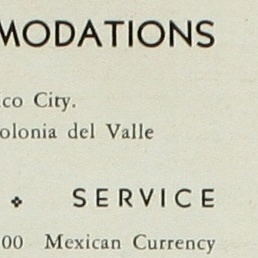 MODATIONS
co City.
olonia del Valle
SERVICE
00 Mexican Currency